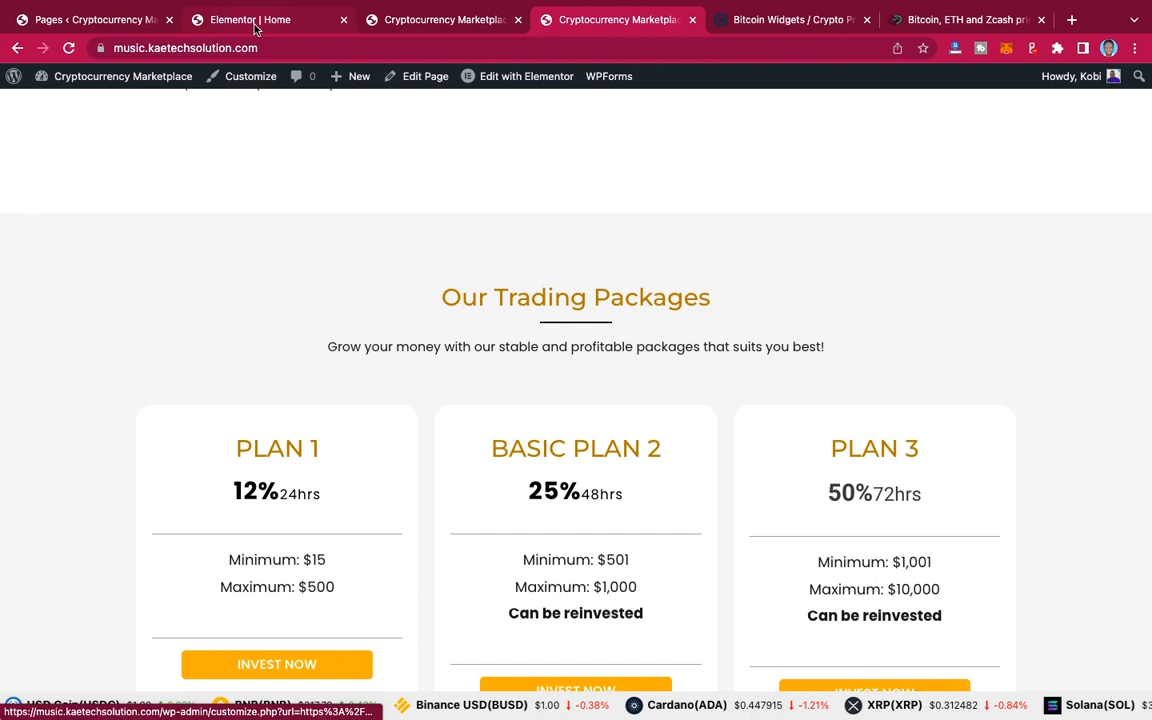 Pages ‹ Cryptocurrency Ma
Elementor | Home
Cryptocurrency Marketplac
Cryptocurrency Marketplac
Bitcoin Widgets / Crypto Pr
Bitcoin, ETH and Zcash pri
music.kaetechsolution.com
Cryptocurrency Marketplace
Customize
0
New
Edit Page
Edit with Elementor
WPForms
Howdy, Kobi
Our Trading Packages
Grow your money with our stable and profitable packages that suits you best!
PLAN 1
12%24hrs
Minimum: $15
Maximum: $500
INVEST NOW
BASIC PLAN 2
25%48hrs
Minimum: $501
Maximum: $1,000
Can be reinvested
INVEST NOW
PLAN 3
50%72hrs
Minimum: $1,001
Maximum: $10,000
Can be reinvested
INVEST NOW
USD Coin(USDC) BNB(BNB) Binance USD(BUSD) $1.00 ↓ -0.38% Cardano(ADA) $0.447915 ↓ -1.21% XRP(XRP) $0.312482 ↓ -0.84% Solana(SOL)
https://music.kaetechsolution.com/wp-admin/customize.php?url=https%3A%2F...